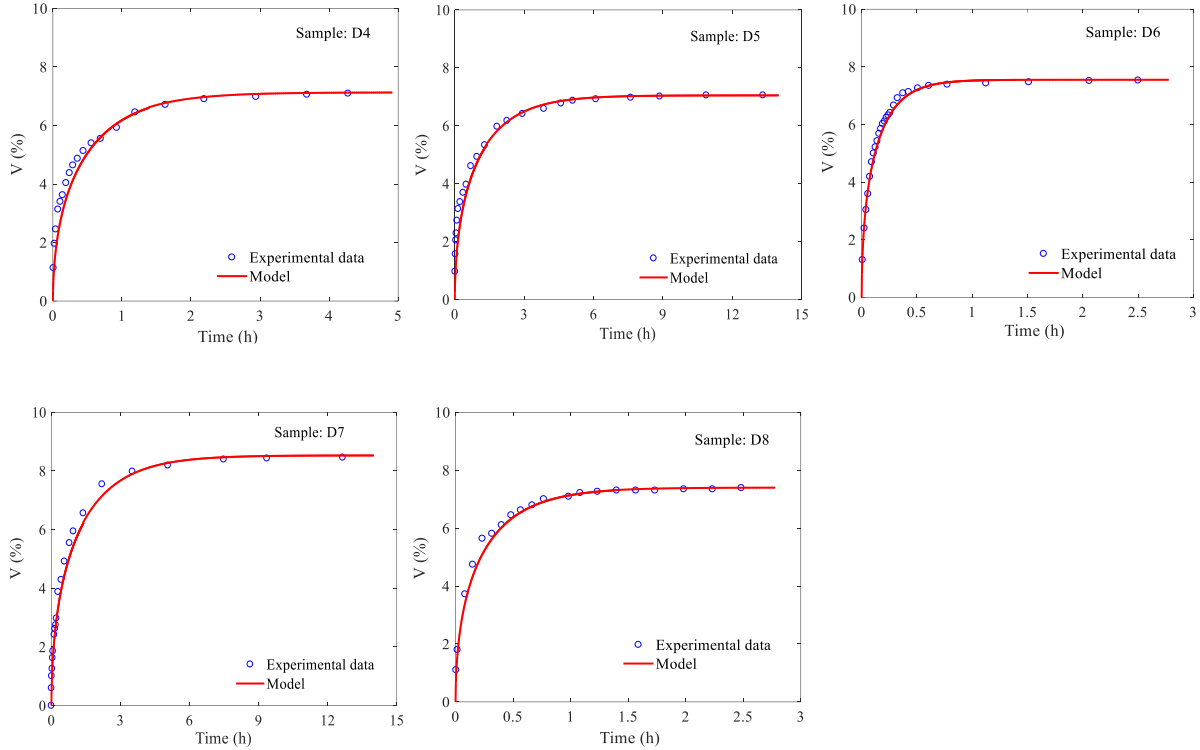 Sample: D4
V (%)
10
8
6
4
2
0
Experimental data
Model
0 1 1 2 3 4 5
Time (h)
Sample: D5
V (%)
10
8
6
4
2
0
Experimental data
Model
0 3 6 9 12 15
Time (h)
Sample: D6
V (%)
10
8
6
4
2
0
Experimental data
Model
0 0.5 1 1.5 2 2.5 3
Time (h)
Sample: D7
V (%)
10
8
6
4
2
0
Experimental data
Model
0 3 6 9 12 15
Time (h)
Sample: D8
V (%)
10
8
6
4
2
0
Experimental data
Model
0 0.5 1 1.5 2 2.5 3
Time (h)